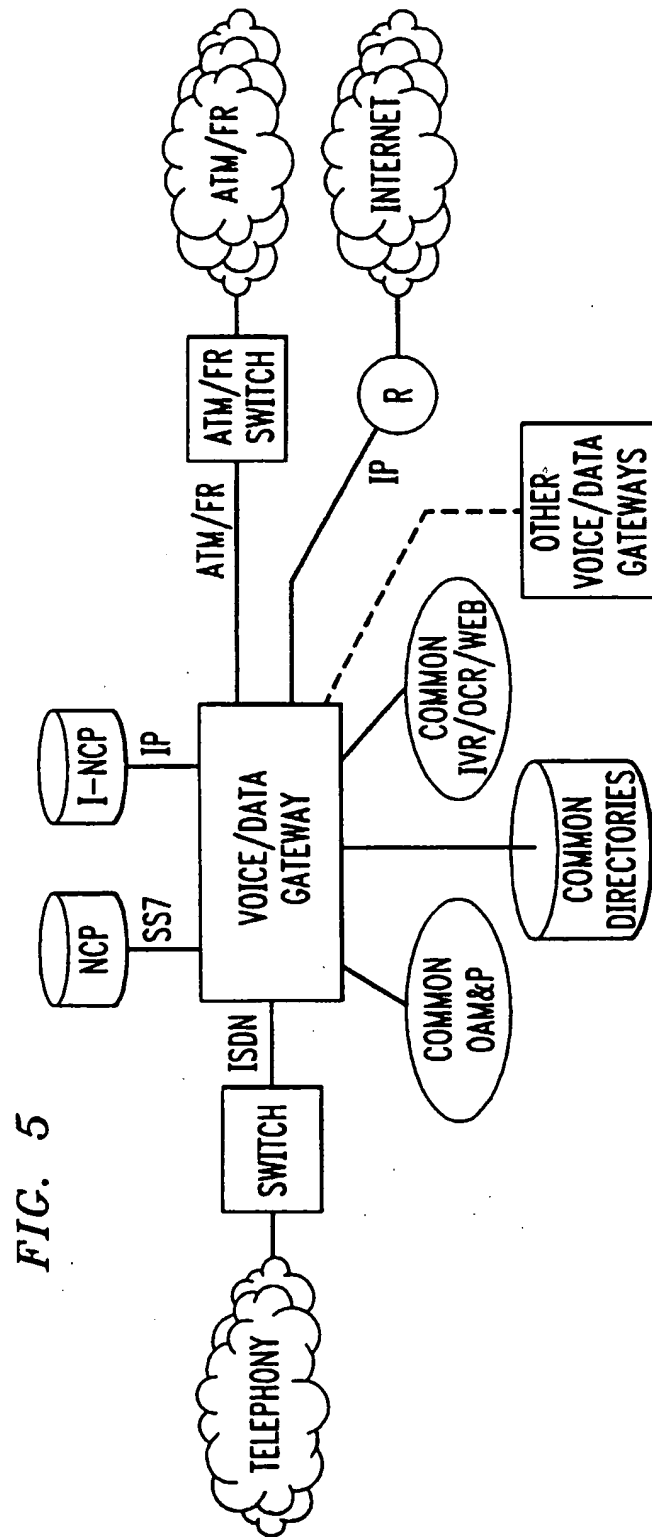 FIG. 5
TELEPHONY
SWITCH
ISDN
NCP
SS7
I-NCP
IP
VOICE/DATA
GATEWAY
ATM/FR
ATM/FR
SWITCH
ATM/FR
IP
R
INTERNET
COMMON
OAM&P
COMMON
DIRECTORIES
COMMON
IVR/OCR/WEB
OTHER
VOICE/DATA
GATEWAYS